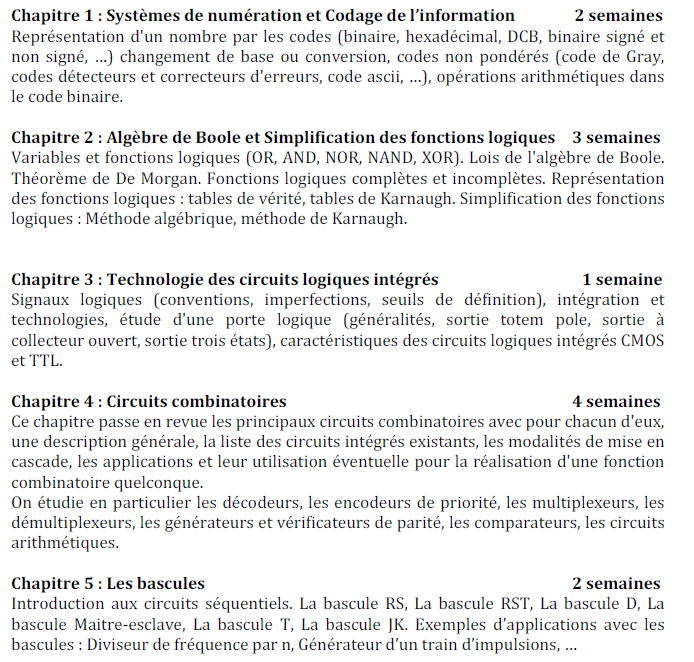 Chapitre 1 : Systèmes de numération et Codage de l’information 2 semaines
Représentation d'un nombre par les codes (binaire, hexadécimal, DCB, binaire signé et
non signé, …) changement de base ou conversion, codes non pondérés (code de Gray,
codes détecteurs et correcteurs d'erreurs, code ascii, …), opérations arithmétiques dans
le code binaire.
Chapitre 2 : Algèbre de Boole et Simplification des fonctions logiques 3 semaines
Variables et fonctions logiques (OR, AND, NOR, NAND, XOR). Lois de l'algèbre de Boole.
Théorème de De Morgan. Fonctions logiques complètes et incomplètes. Représentation
des fonctions logiques : tables de vérité, tables de Karnaugh. Simplification des fonctions
logiques : Méthode algébrique, méthode de Karnaugh.
Chapitre 3 : Technologie des circuits logiques intégrés 1 semaine
Signaux logiques (conventions, imperfections, seuils de définition), intégration et
technologies, étude d'une porte logique (généralités, sortie totem pole, sortie à
collecteur ouvert, sortie trois états), caractéristiques des circuits logiques intégrés CMOS
et TTL.
Chapitre 4 : Circuits combinatoires 4 semaines
Ce chapitre passe en revue les principaux circuits combinatoires avec pour chacun d'eux,
une description générale, la liste des circuits intégrés existants, les modalités de mise en
cascade, les applications et leur utilisation éventuelle pour la réalisation d'une fonction
combinatoire quelconque.
On étudie en particulier les décodeurs, les encodeurs de priorité, les multiplexeurs, les
démultiplexeurs, les générateurs et vérificateurs de parité, les comparateurs, les circuits
arithmétiques.
Chapitre 5 : Les bascules 2 semaines
Introduction aux circuits séquentiels. La bascule RS, La bascule RST, La bascule D, La
bascule Maitre-esclave, La bascule T, La bascule JK. Exemples d’applications avec les
bascules : Diviseur de fréquence par n, Générateur d’un train d’impulsions, …